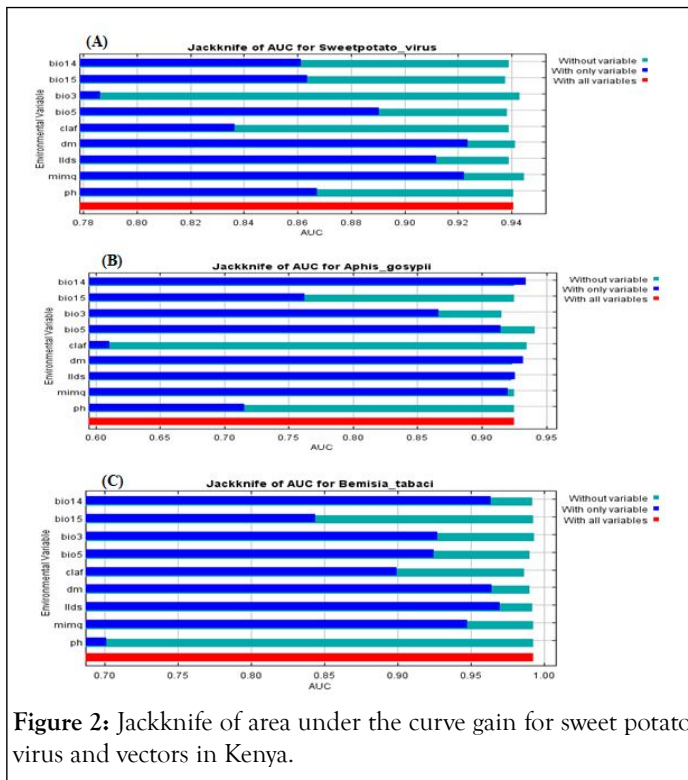 (A)
Jackknife of AUC for Sweetpotato_virus
Environmental Variable
bio14
bio15
bio3
bio5
claf
dm
llds
mimq
ph
Without variable
With only variable
With all variables
0.78 0.80 0.82 0.84 0.86 0.88 0.90 0.92 0.94
AUC
(B)
Jackknife of AUC for Aphis_gosypii
Environmental Variable
bio14
bio15
bio3
bio5
claf
dm
llds
mimq
ph
Without variable
With only variable
With all variables
0.60 0.65 0.70 0.75 0.80 0.85 0.90 0.95
AUC
(C)
Jackknife of AUC for Bemisia_tabaci
Environmental Variable
bio14
bio15
bio3
bio5
claf
dm
llds
mimq
ph
Without variable
With only variable
With all variables
0.70 0.75 0.80 0.85 0.90 0.95 1.00
AUC
Figure 2: Jackknife of area under the curve gain for sweet potato
virus and vectors in Kenya.